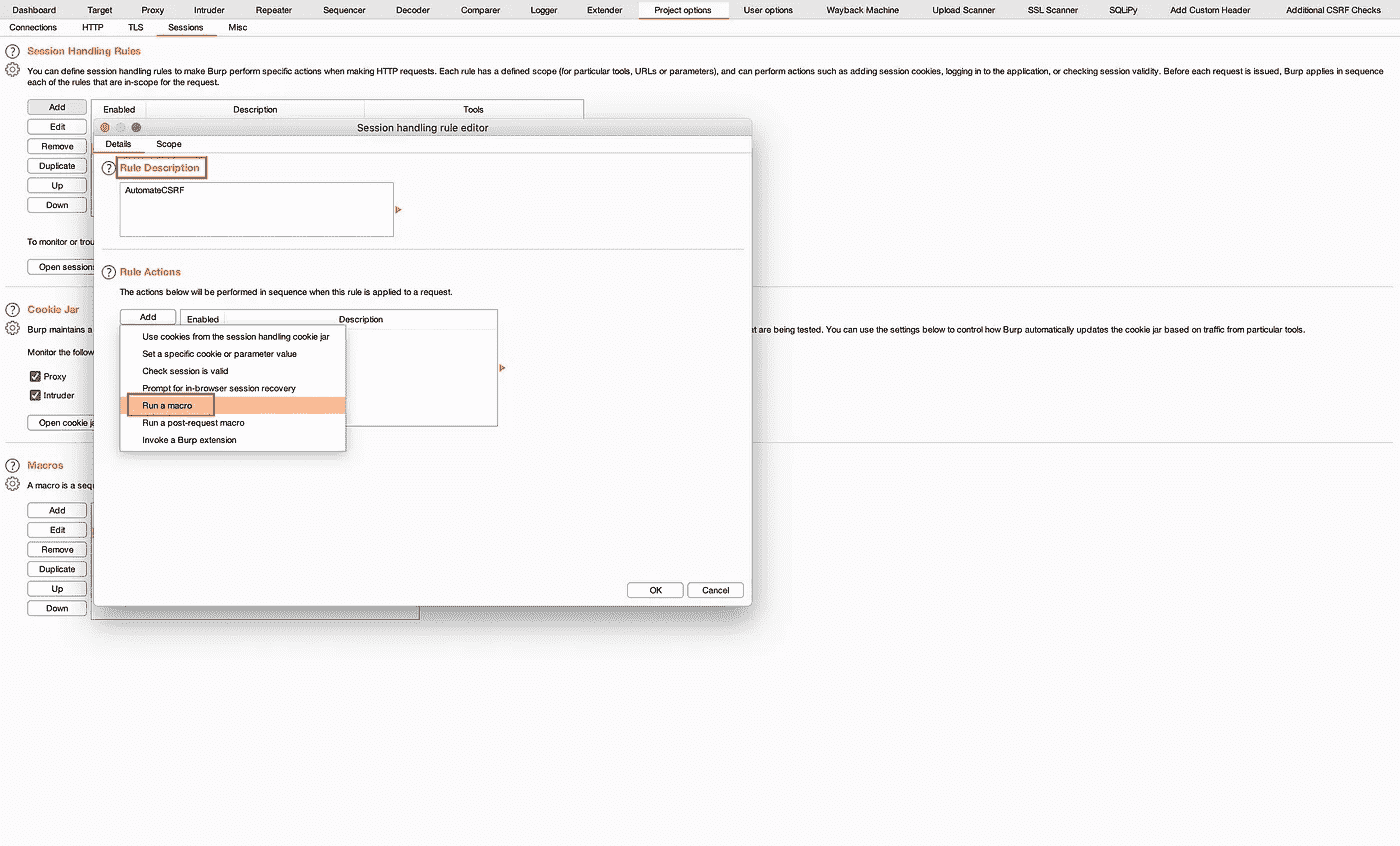 Dashboard Target Proxy Intruder Repeater Sequencer Decoder Comparer Logger Extender Project options User options Wayback Machine Upload Scanner SSL Scanner SQLiPy Add Custom Header Additional CSRF Checks
Connections HTTP TLS Sessions Misc
? Session Handling Rules
You can define session handling rules to make Burp perform specific actions when making HTTP requests. Each rule has a defined scope (for particular tools, URLs or parameters), and can perform actions such as adding session cookies, logging in to the application, or checking session validity. Before each request is issued, Burp applies in sequence
each of the rules that are in-scope for the request.
Add
Edit
Remove
Duplicate
Up
Down
Enabled Description Tools
To monitor or trou
Open sessions
Session handling rule editor
Details Scope
? Rule Description
AutomateCSRF
? Rule Actions
The actions below will be performed in sequence when this rule is applied to a request.
Add
Enabled Description
Use cookies from the session handling cookie jar
Set a specific cookie or parameter value
Check session is valid
Prompt for in-browser session recovery
Run a macro
Run a post-request macro
Invoke a Burp extension
OK Cancel
? Cookie Jar
Burp maintains a
t are being tested. You can use the settings below to control how Burp automatically updates the cookie jar based on traffic from particular tools.
Monitor the follow
Proxy
Intruder
Open cookie ja
? Macros
A macro is a seq
Add
Edit
Remove
Duplicate
Up
Down